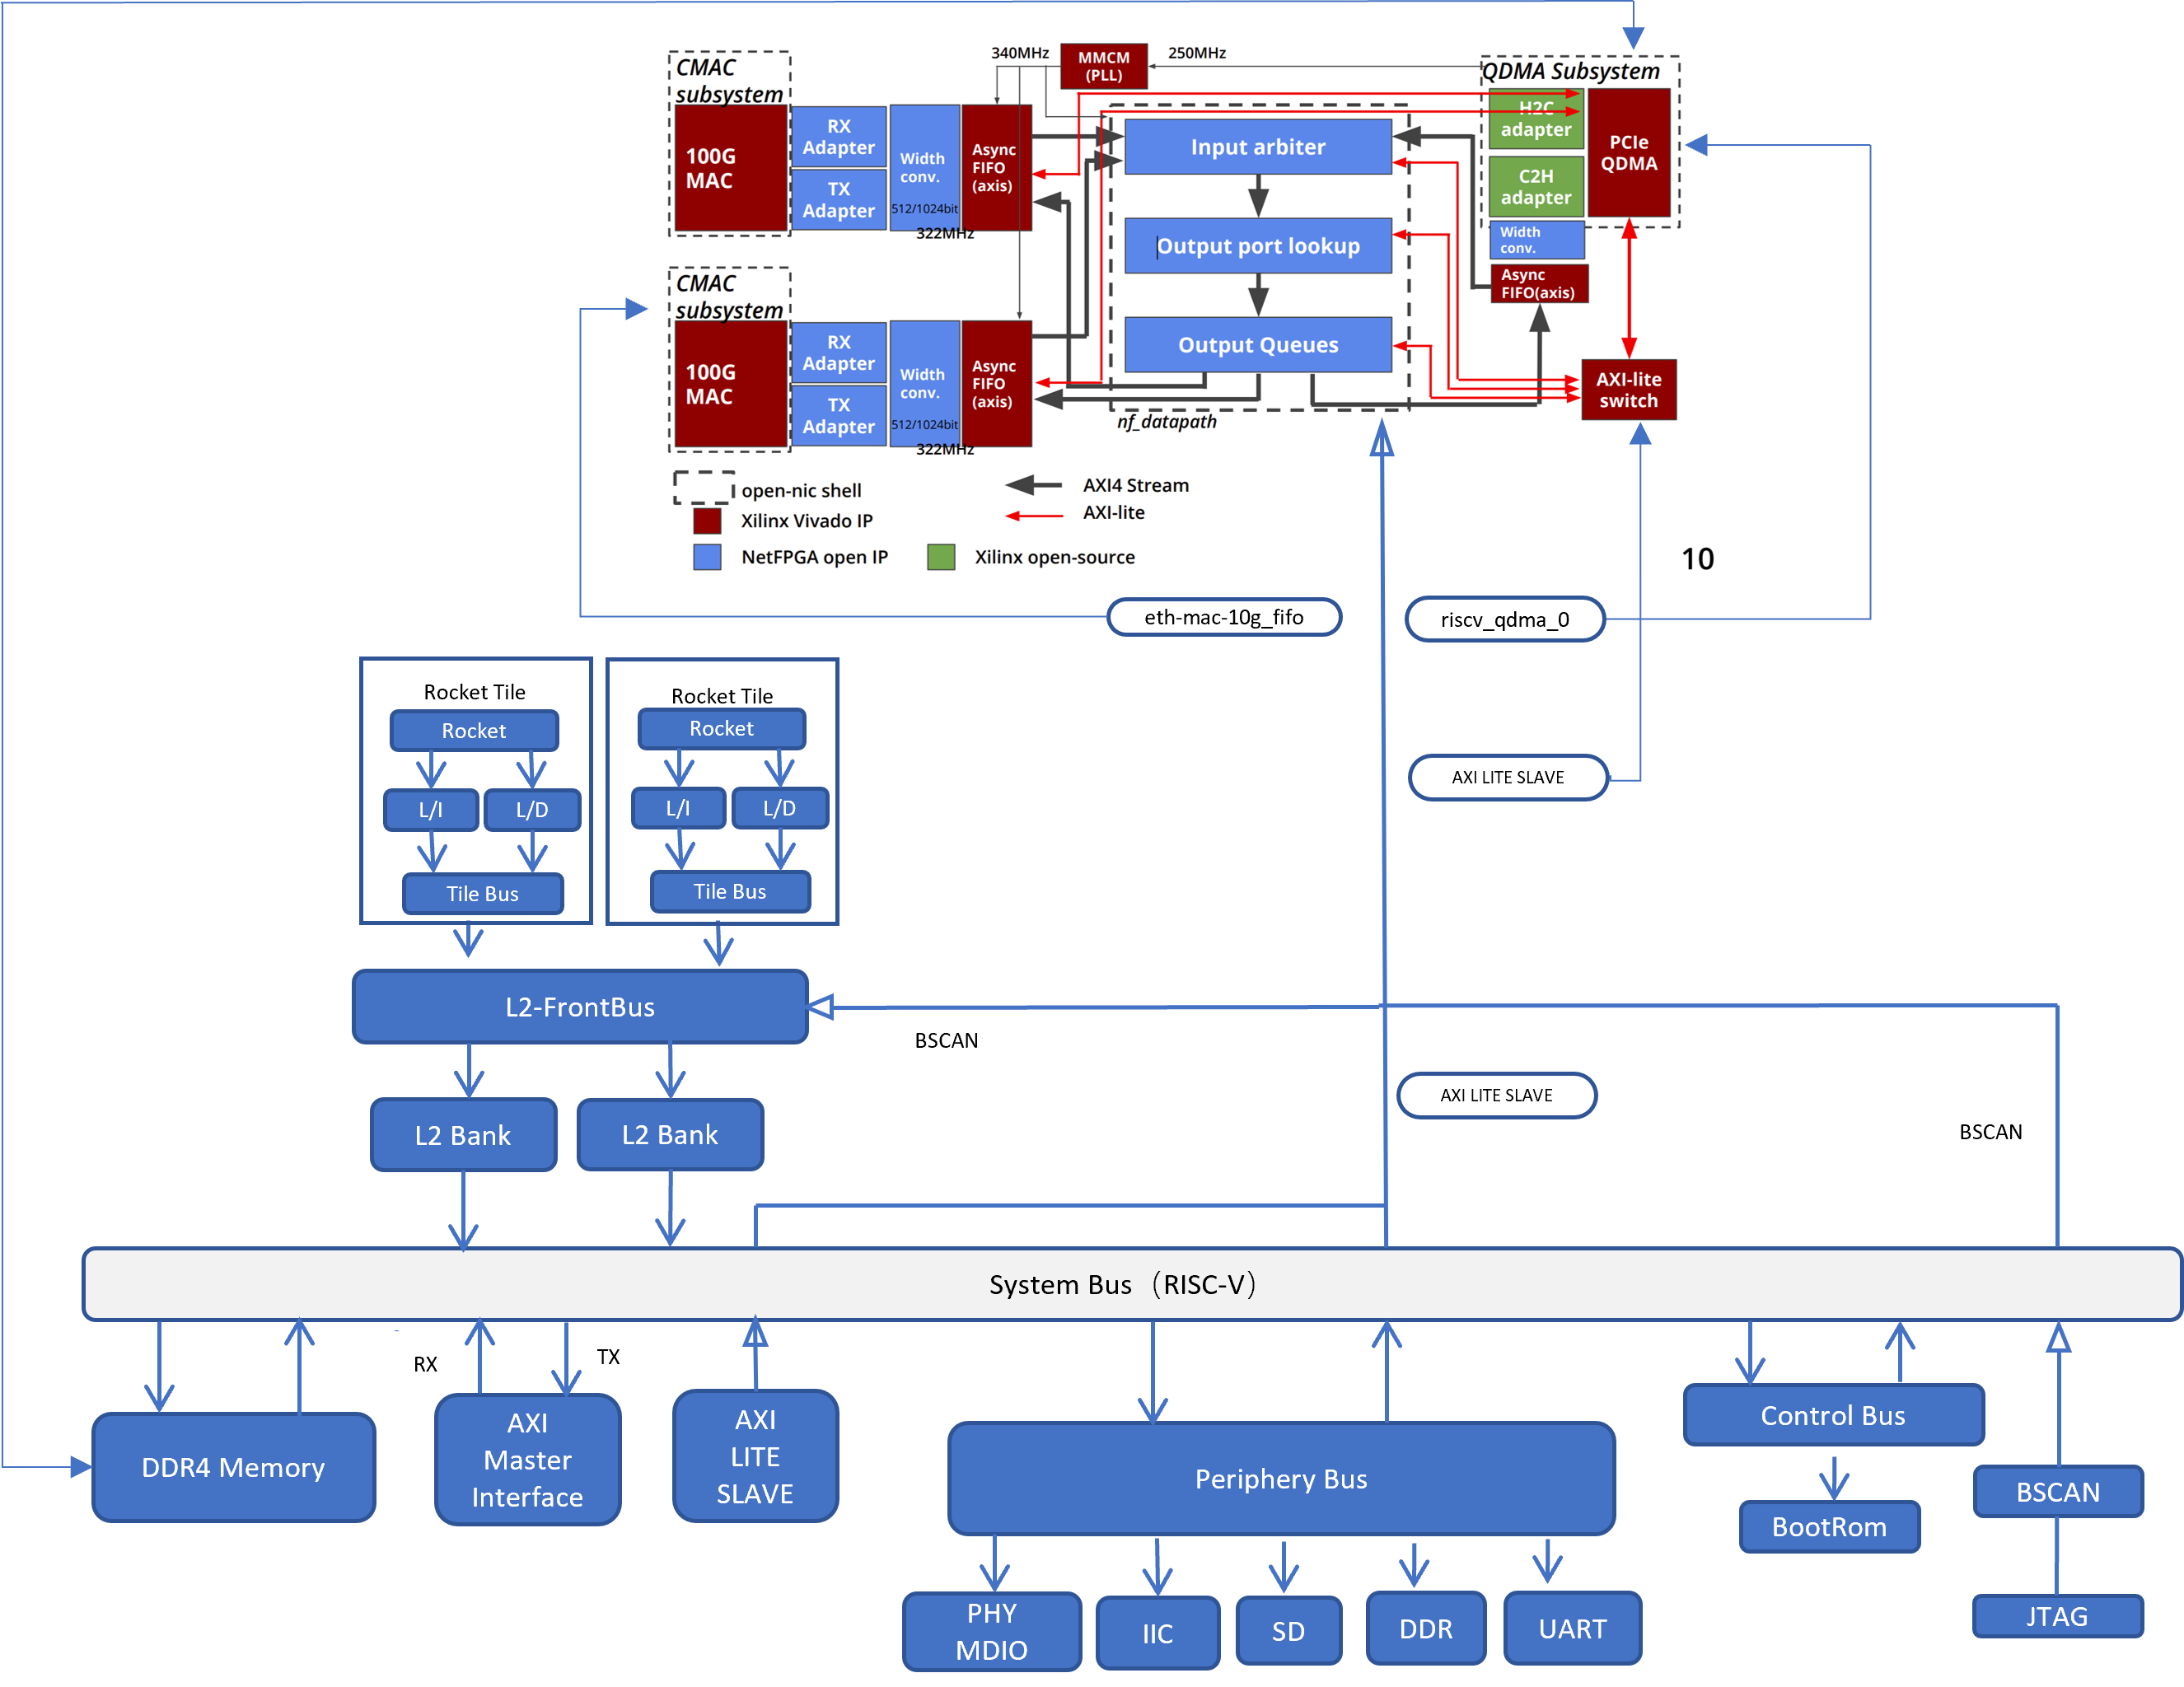 340MHz
MMCM
(PLL)
250MHz
CMAC
subsystem
100G
MAC
RX
Adapter
TX
Adapter
Width
conv.
512/1024bit
322MHz
Async
FIFO
(axis)
Input arbiter
Output port lookup
Output Queues
nf_datapath
QDMA Subsystem
H2C
adapter
C2H
adapter
PCIe
QDMA
Width
conv.
Async
FIFO(axis)
AXI-lite
switch
CMAC
subsystem
100G
MAC
RX
Adapter
TX
Adapter
Width
conv.
512/1024bit
322MHz
Async
FIFO
(axis)
open-nic shell
AXI4 Stream
Xilinx Vivado IP
AXI-lite
NetFPGA open IP
Xilinx open-source
10
eth-mac-10g_fifo
riscv_qdma_0
Rocket Tile
Rocket
L/I
L/D
Tile Bus
Rocket Tile
Rocket
L/I
L/D
Tile Bus
AXI LITE SLAVE
L2-FrontBus
BSCAN
AXI LITE SLAVE
L2 Bank
L2 Bank
BSCAN
System Bus（RISC-V）
RX
TX
DDR4 Memory
AXI
Master
Interface
AXI
LITE
SLAVE
Periphery Bus
Control Bus
BootRom
BSCAN
JTAG
PHY
MDIO
IIC
SD
DDR
UART